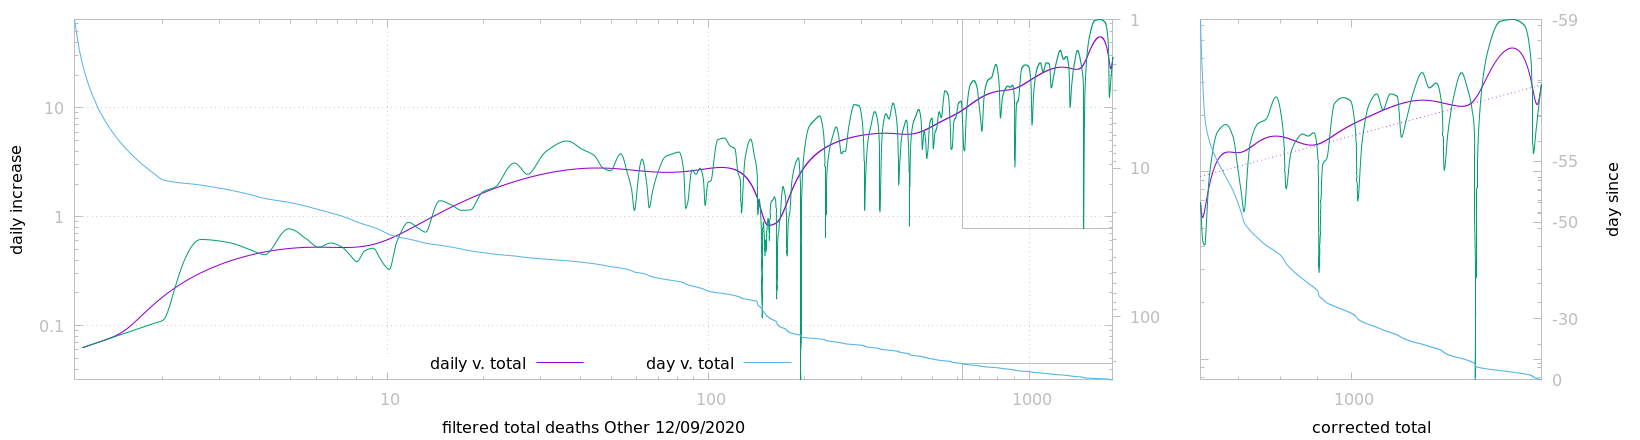 daily increase
10
1
0.1
1
10
100
daily v. total
day v. total
10
100
1000
filtered total deaths Other 12/09/2020
-59
-55
-50
-30
0
day since
1000
corrected total